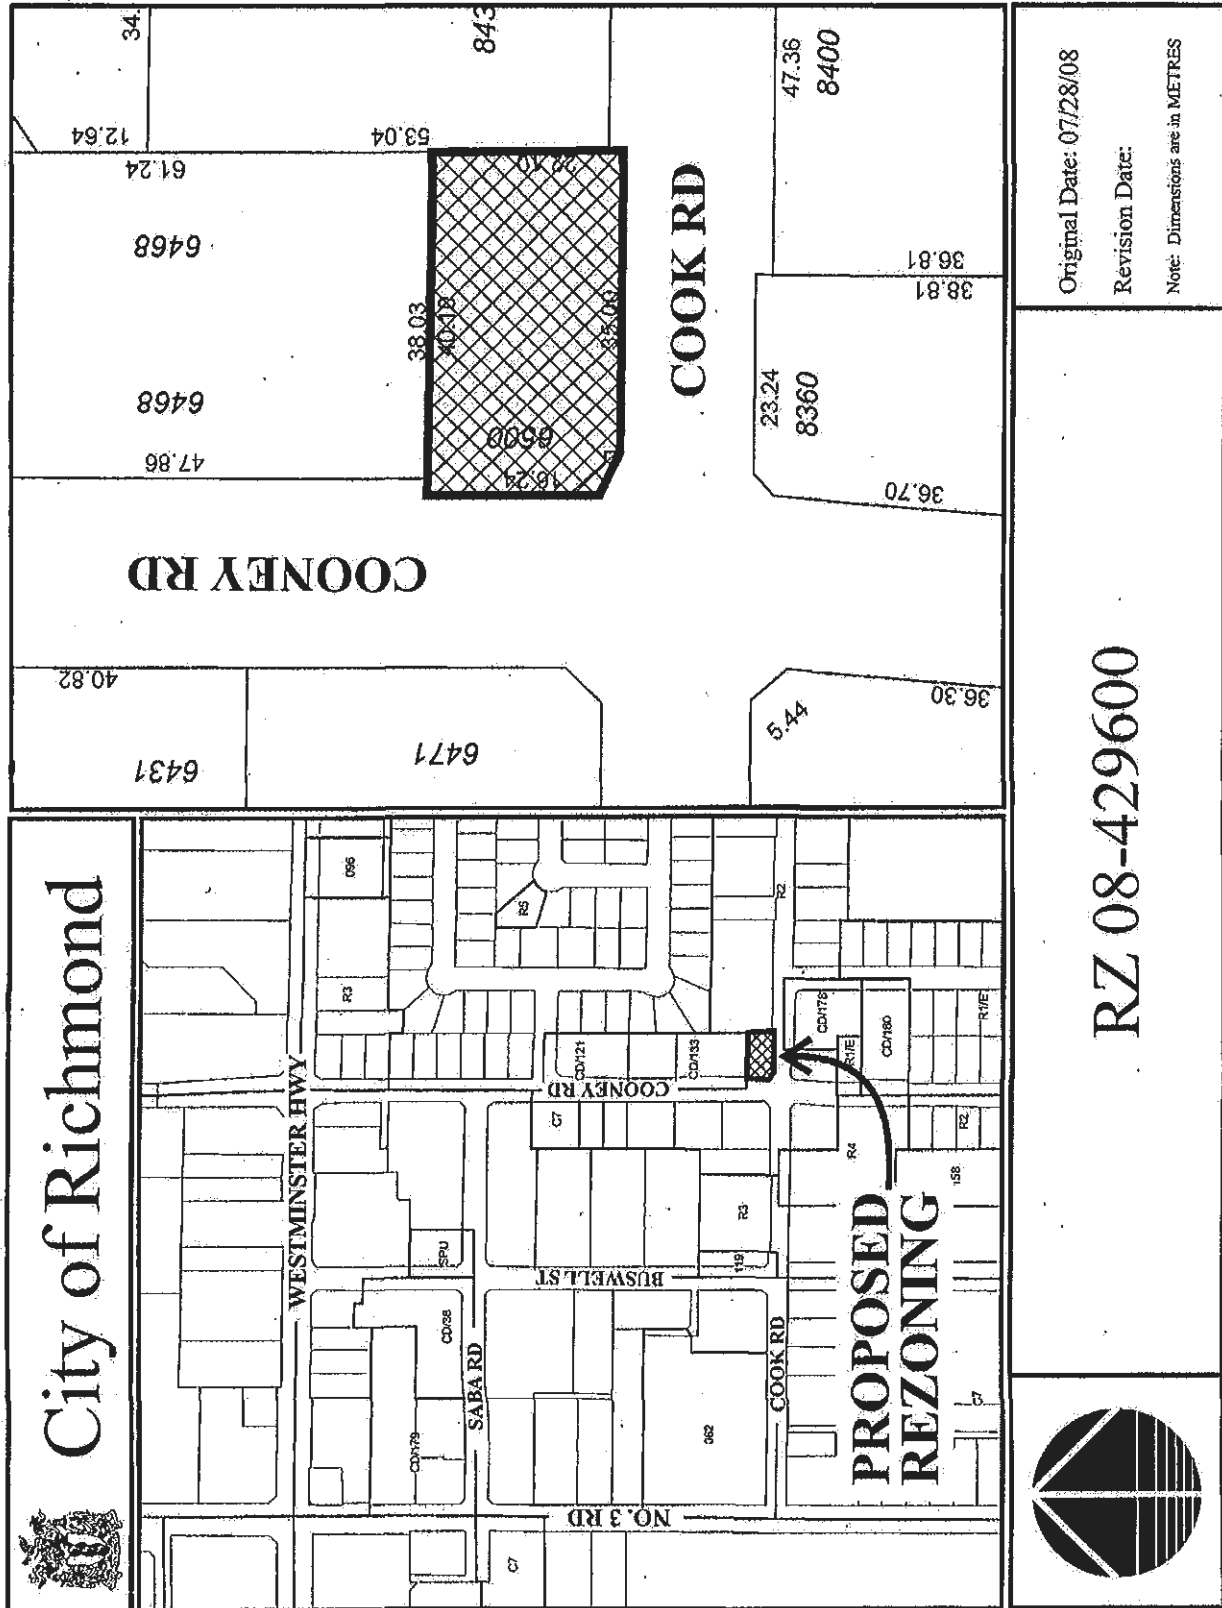 City of Richmond
WESTMINSTER HWY
SABA RD
COOK RD
NO. 3 RD
BUSWELL ST
COONEY RD
C7
CD/179
CD/38
SPU
062
119
R3
C7
CD/121
CD/133
R3
096
R5
R2
R4
158
R2
CD/178
R1/E
CD/180
R1/E
C7
PROPOSED
REZONING
6431
40.82
6471
5.44
36.30
COONEY RD
47.86
6468
6468
61.24
12.64
34.
53.04
843
38.03
40.18
16.24
6500
35.00
COOK RD
23.24
8360
36.70
38.81
36.81
47.36
8400
RZ 08-429600
Original Date: 07/28/08
Revision Date:
Note: Dimensions are in METRES